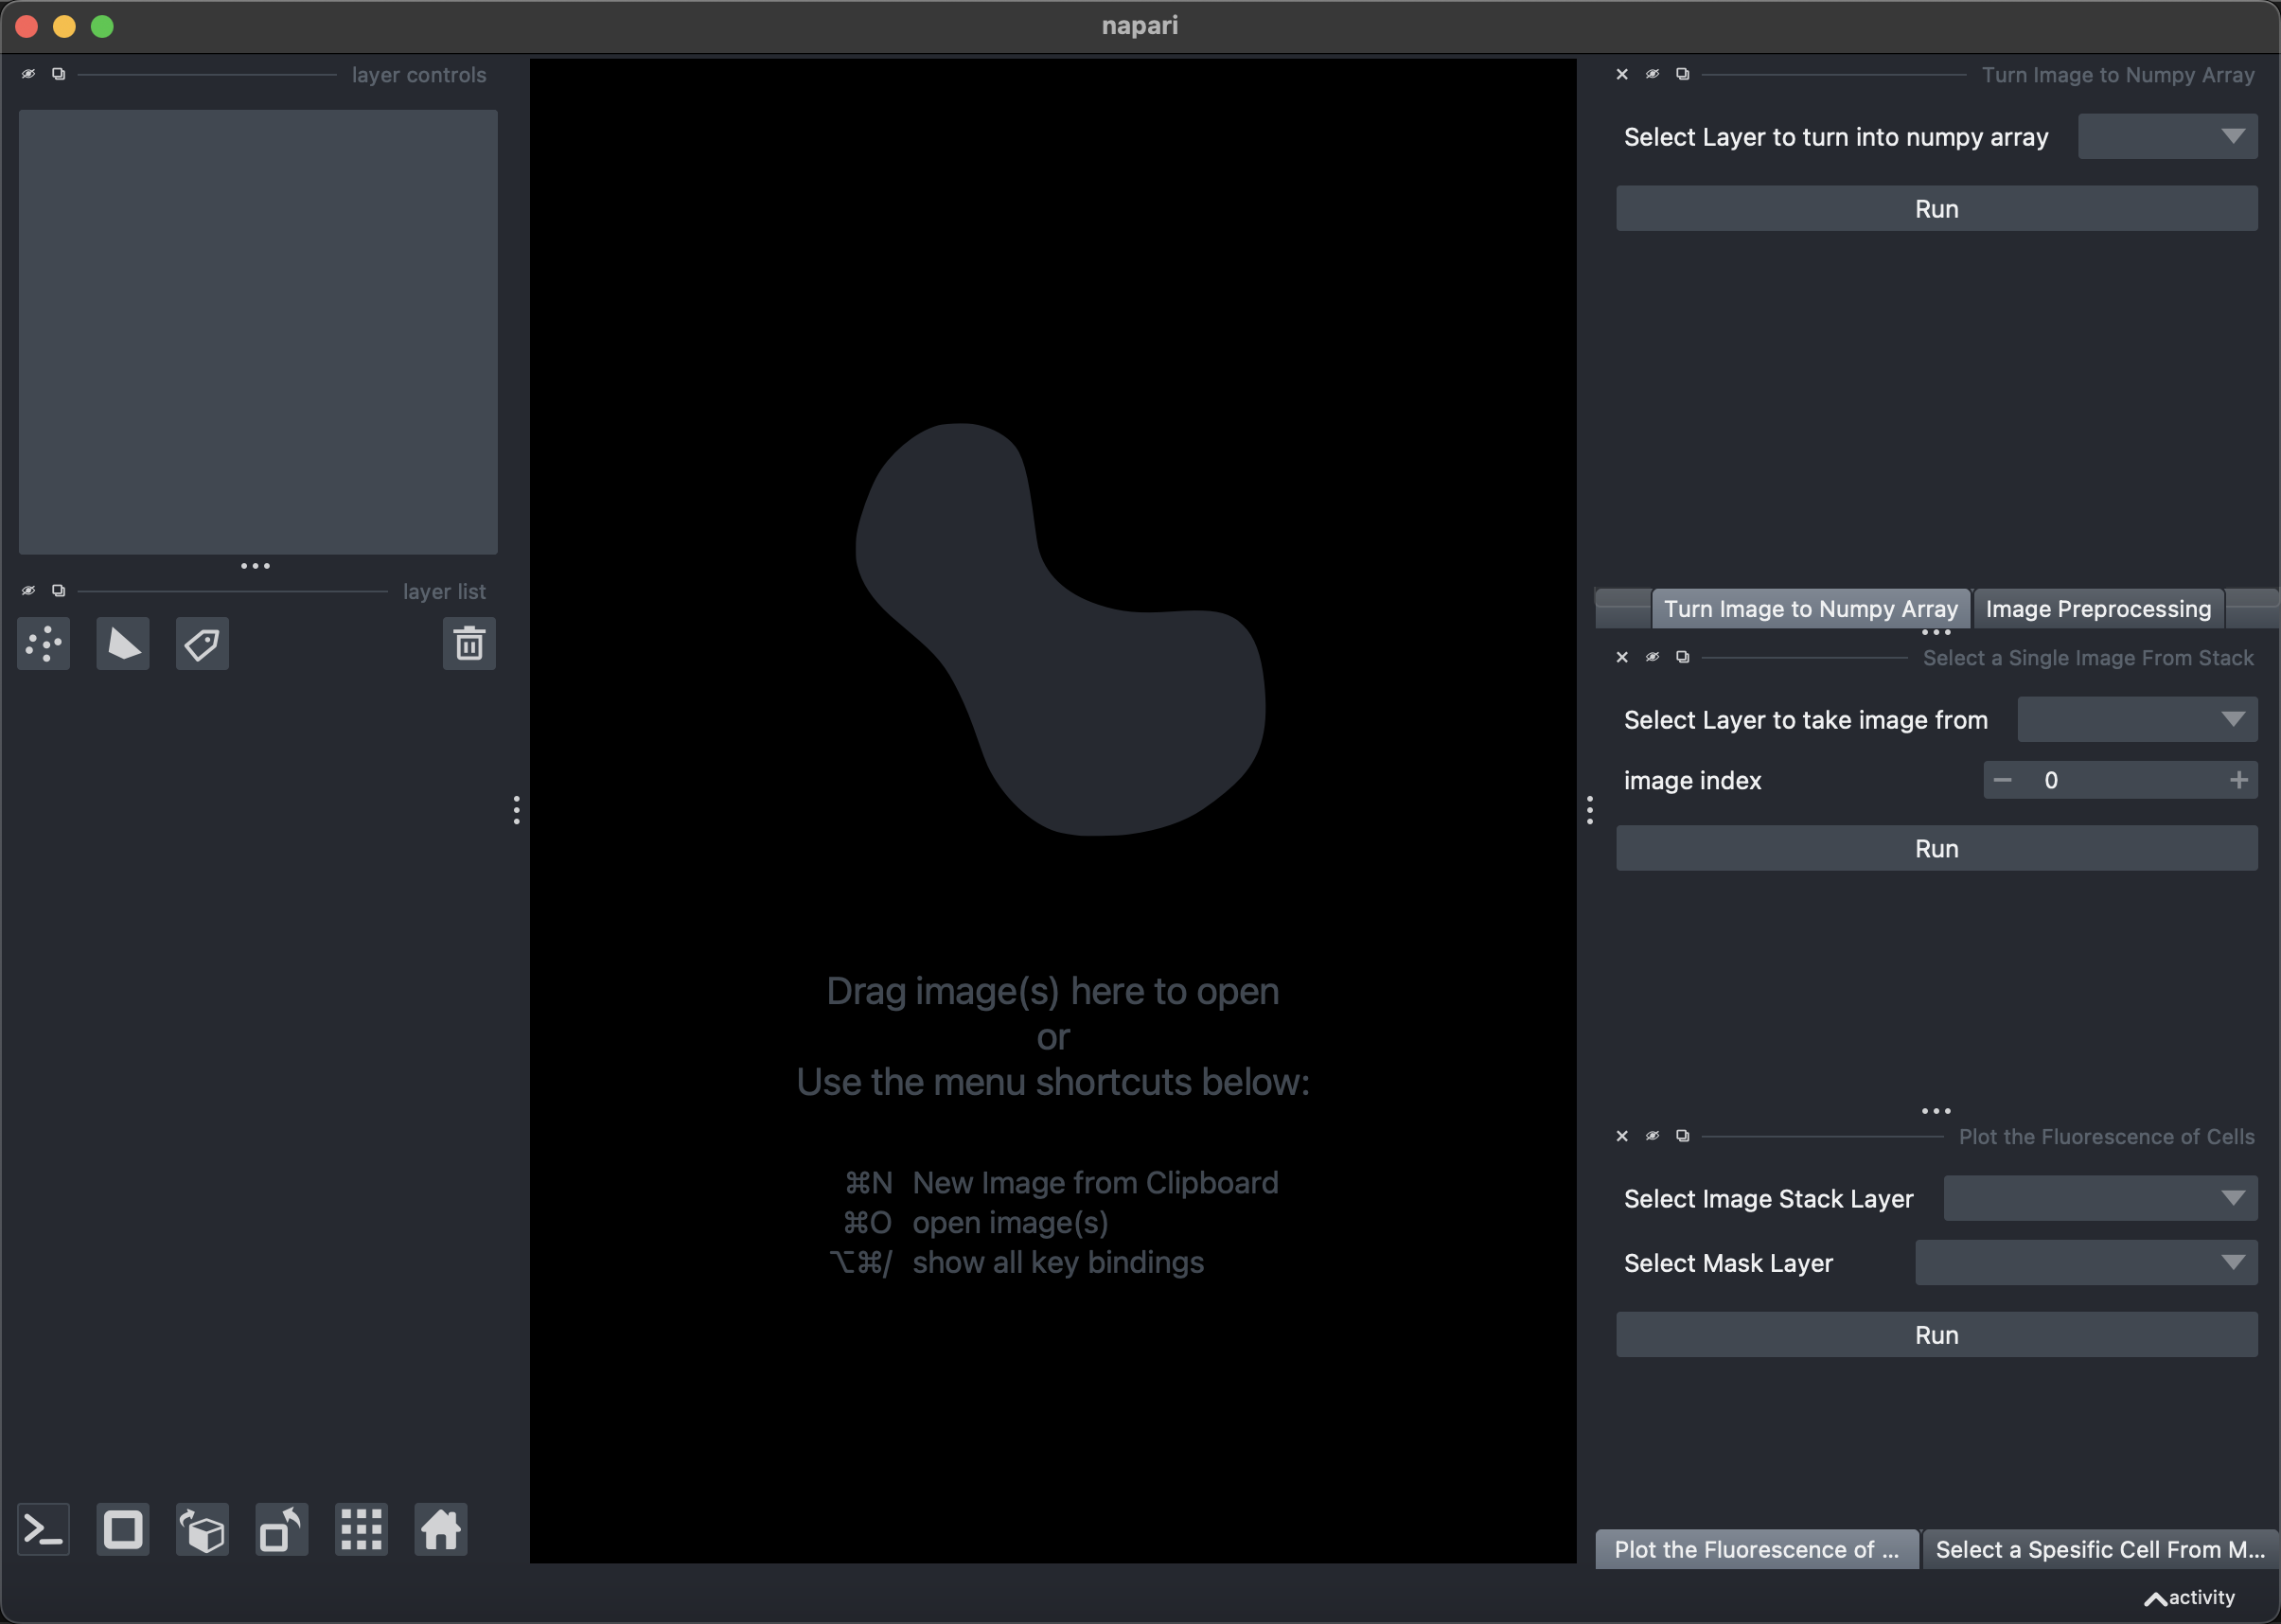 napari
layer controls
layer list
Drag image(s) here to open
or
Use the menu shortcuts below:
⌘N New Image from Clipboard
⌘O open image(s)
⌥⌘/ show all key bindings
Turn Image to Numpy Array
Select Layer to turn into numpy array
Run
Turn Image to Numpy Array Image Preprocessing
Select a Single Image From Stack
Select Layer to take image from
image index 0
Run
Plot the Fluorescence of Cells
Select Image Stack Layer
Select Mask Layer
Run
Plot the Fluorescence of ... Select a Spesific Cell From M...
activity